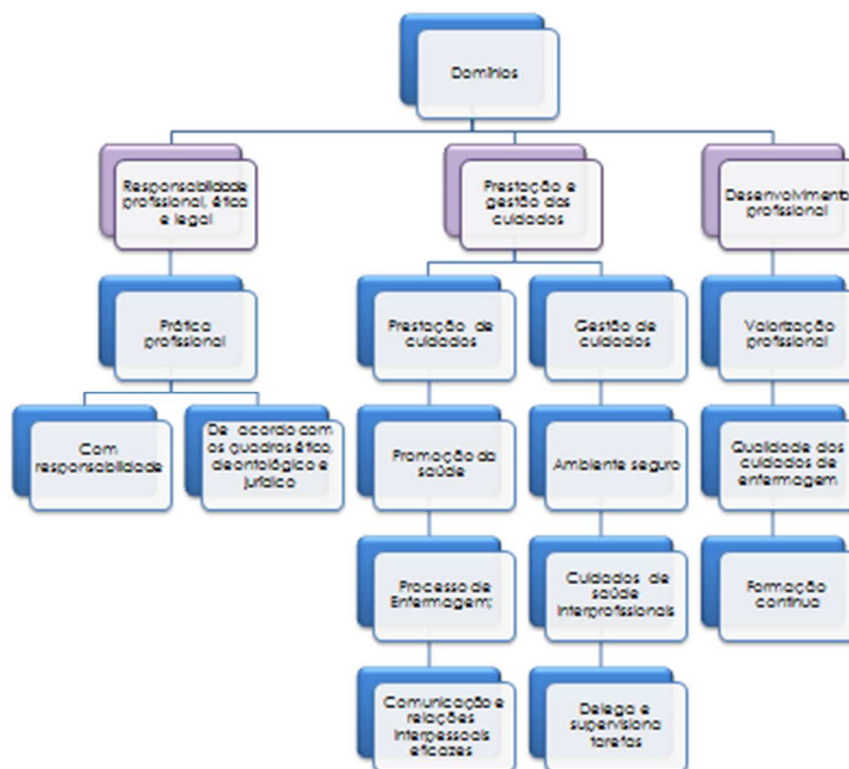 Domínios
Responsabilidade
profissional, ética
e legal
Prestação e
gestão dos
cuidados
Desenvolvimento
profissional
Prática
profissional
Prestação de
cuidados
Gestão de
cuidados
Valorização
profissional
Com
responsabilidade
De acordo com
os quadros ético,
deontológico e
jurídico
Promoção da
saúde
Ambiente seguro
Qualidade dos
cuidados de
enfermagem
Processo de
Enfermagem;
Cuidados de
saúde
interprofissionais
Formação
contínua
Comunicação e
relações
interpessoais
eficazes
Delega e
supervisiona
tarefas